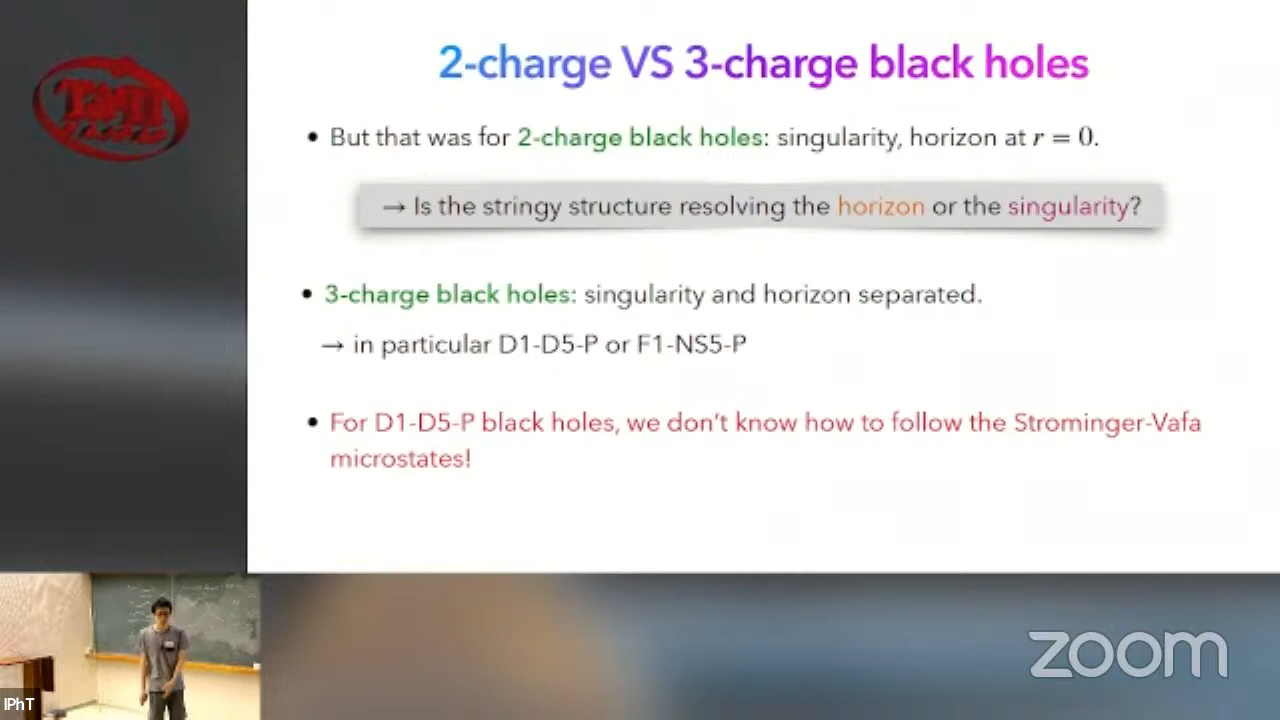 2-charge VS 3-charge black holes
• But that was for 2-charge black holes: singularity, horizon at r = 0.
→ Is the stringy structure resolving the horizon or the singularity?
• 3-charge black holes: singularity and horizon separated.
→ in particular D1-D5-P or F1-NS5-P
• For D1-D5-P black holes, we don't know how to follow the Strominger-Vafa
microstates!
zoom
IPhT